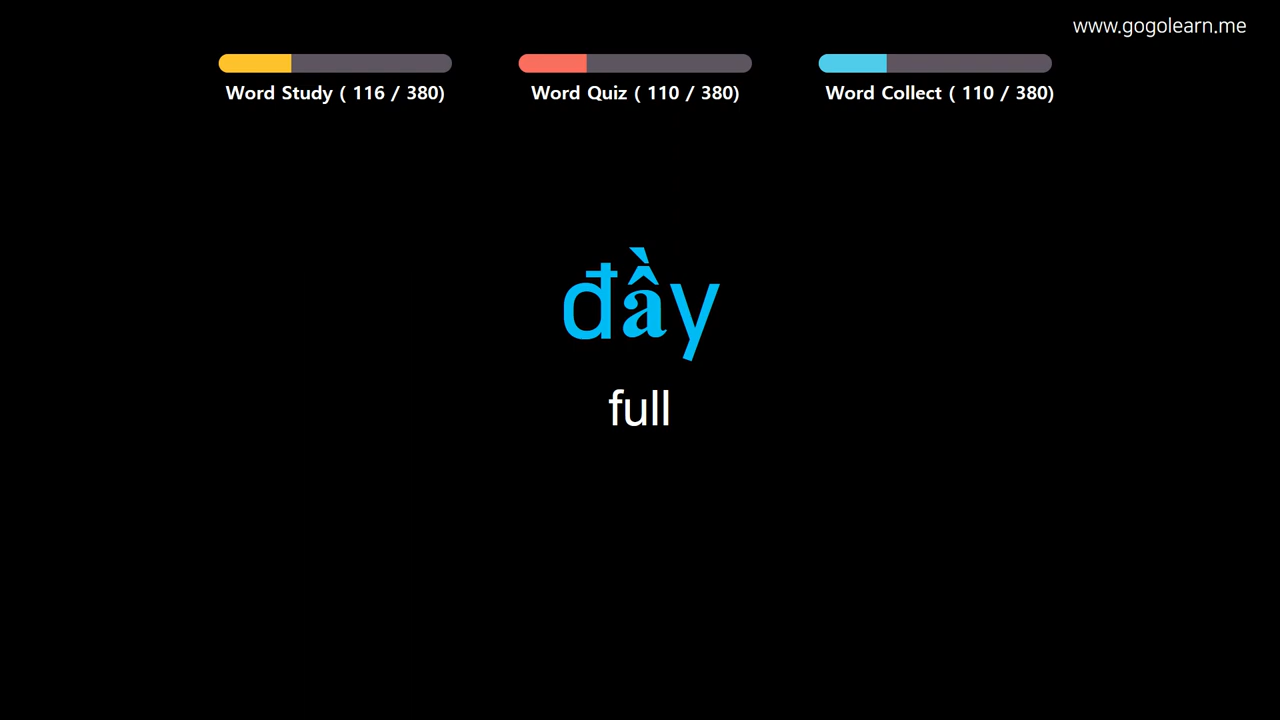 www.gogolearn.me
Word Study ( 116 / 380)
Word Quiz ( 110 / 380)
Word Collect ( 110 / 380)
đầy
full